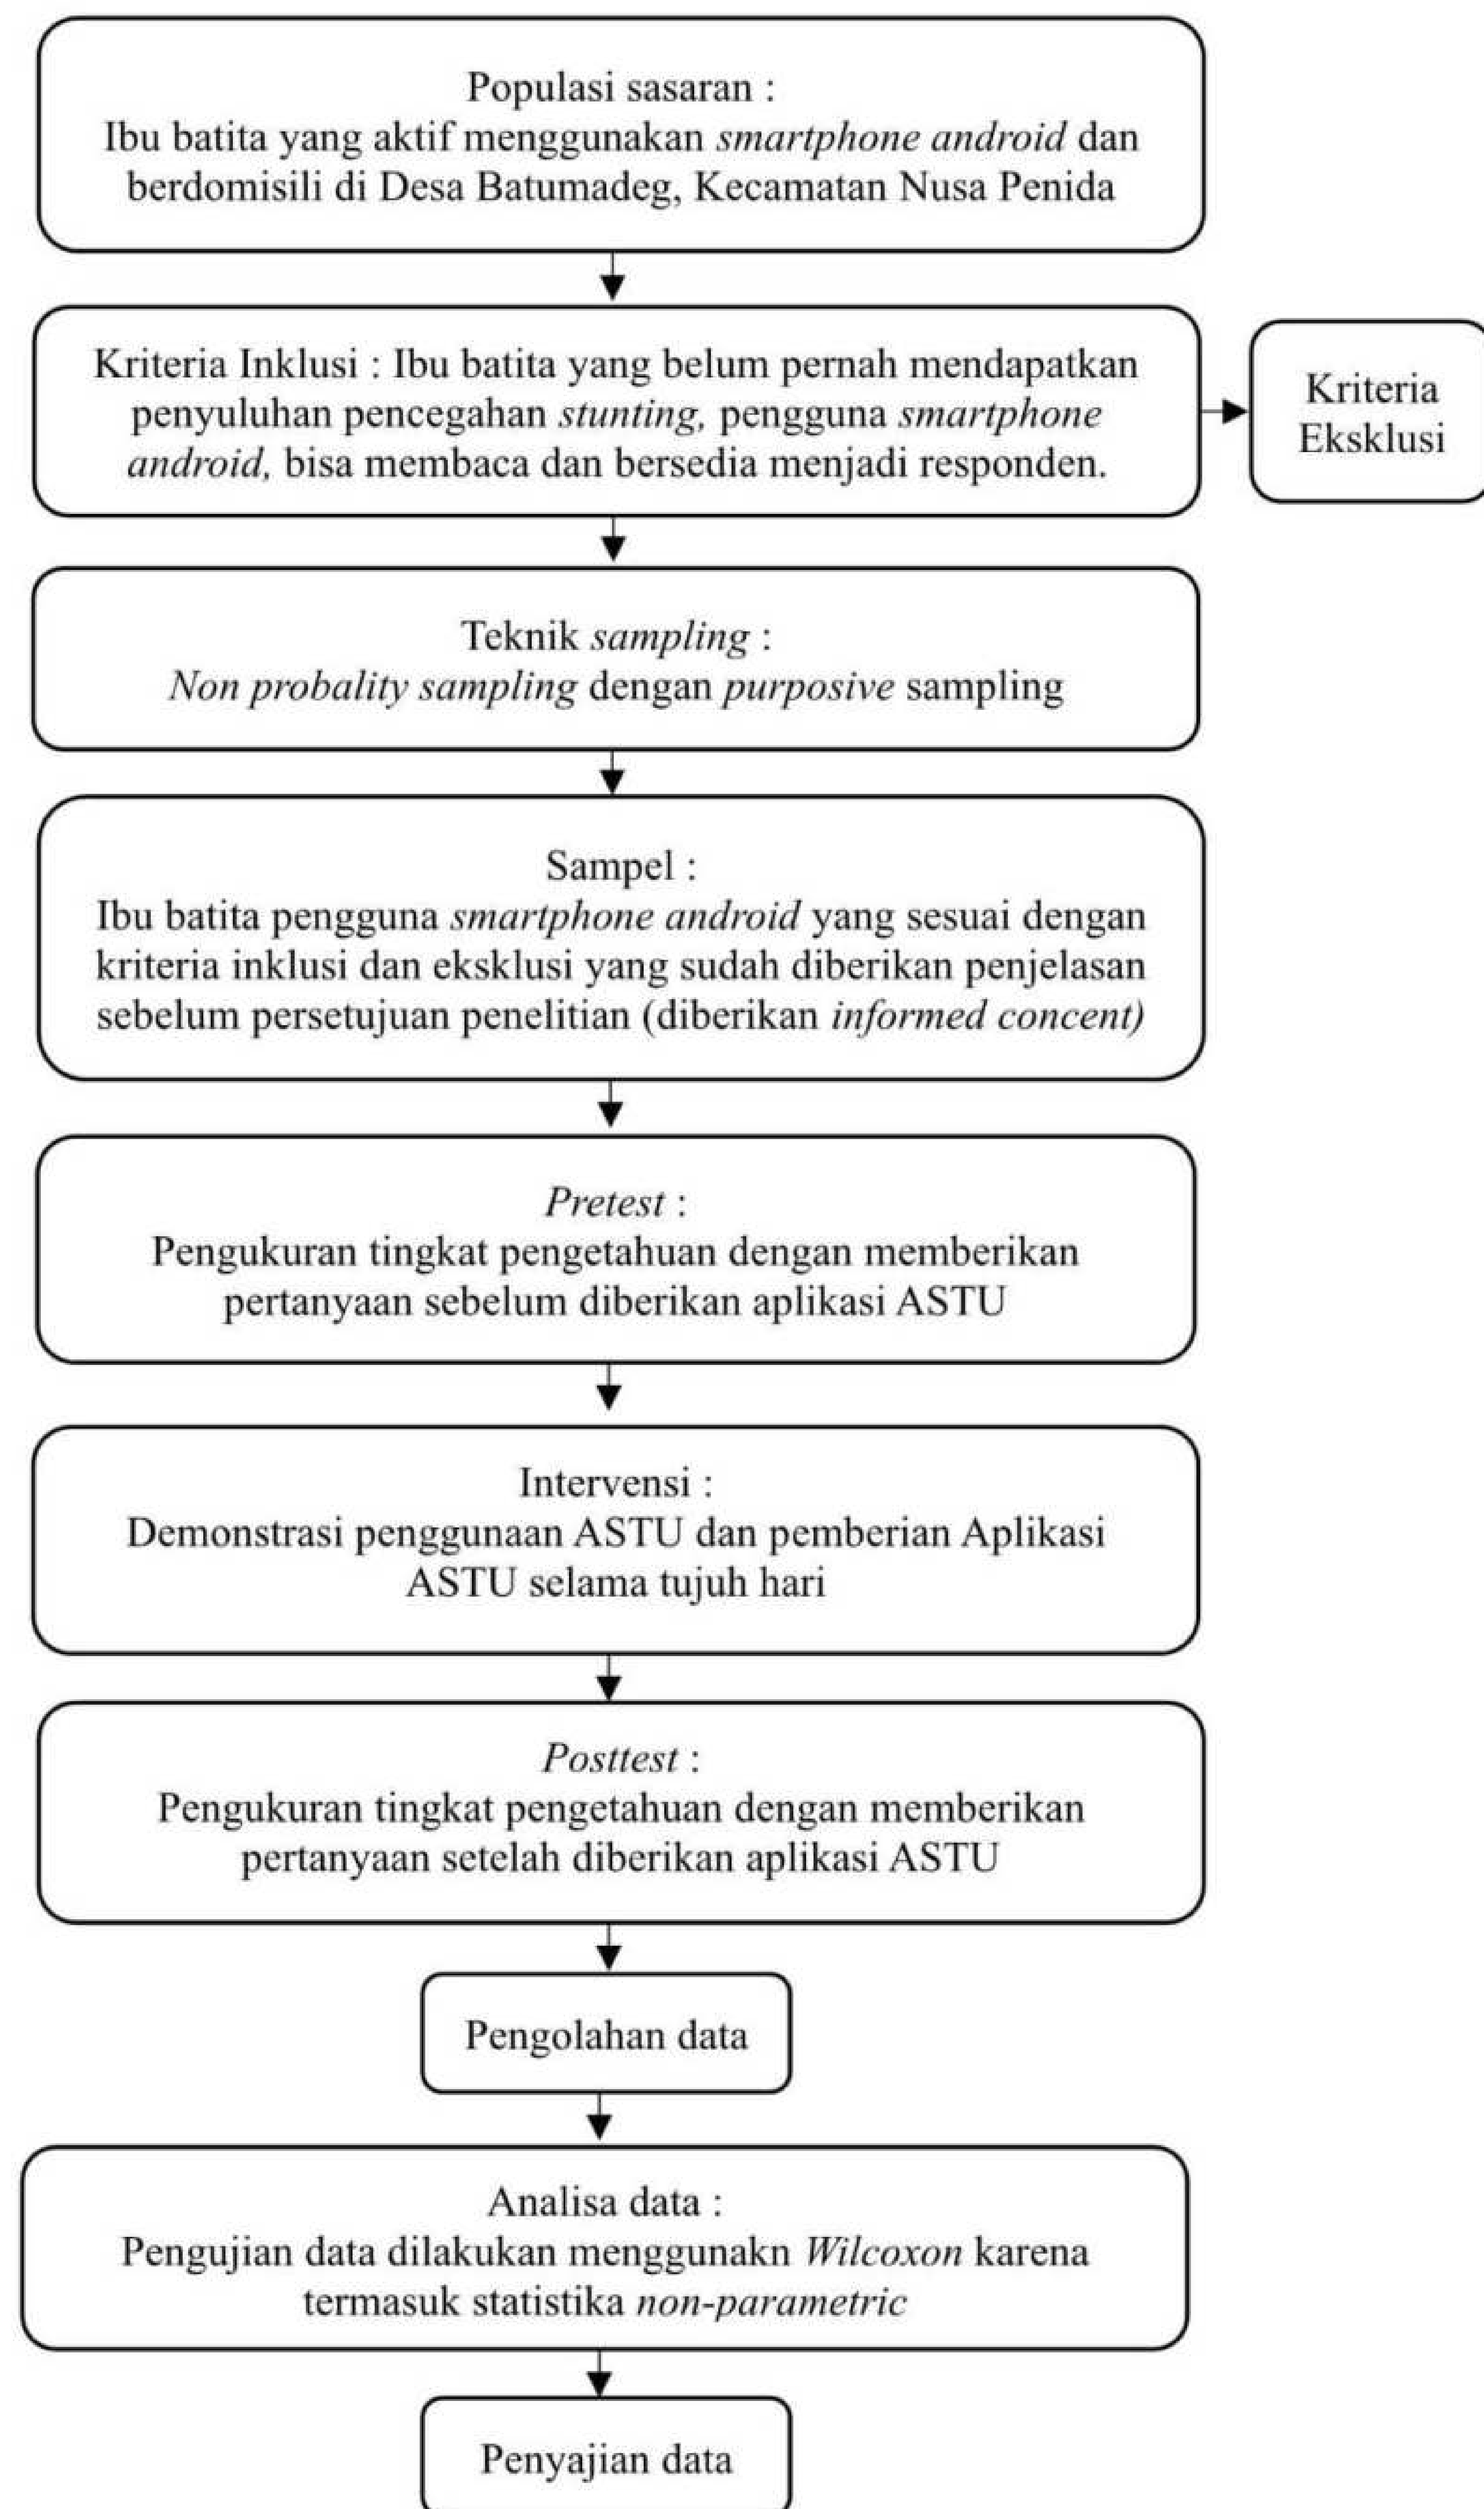 Populasi sasaran :
Ibu batita yang aktif menggunakan smartphone android dan
berdomisili di Desa Batumadeg, Kecamatan Nusa Penida
Kriteria Inklusi : Ibu batita yang belum pernah mendapatkan
penyuluhan pencegahan stunting, pengguna smartphone
android, bisa membaca dan bersedia menjadi responden.
Kriteria
Eksklusi
Teknik sampling :
Non probality sampling dengan purposive sampling
Sampel :
Ibu batita pengguna smartphone android yang sesuai dengan
kriteria inklusi dan eksklusi yang sudah diberikan penjelasan
sebelum persetujuan penelitian (diberikan informed concent)
Pretest :
Pengukuran tingkat pengetahuan dengan memberikan
pertanyaan sebelum diberikan aplikasi ASTU
Intervensi :
Demonstrasi penggunaan ASTU dan pemberian Aplikasi
ASTU selama tujuh hari
Posttest :
Pengukuran tingkat pengetahuan dengan memberikan
pertanyaan setelah diberikan aplikasi ASTU
Pengolahan data
Analisa data :
Pengujian data dilakukan menggunakn Wilcoxon karena
termasuk statistika non-parametric
Penyajian data